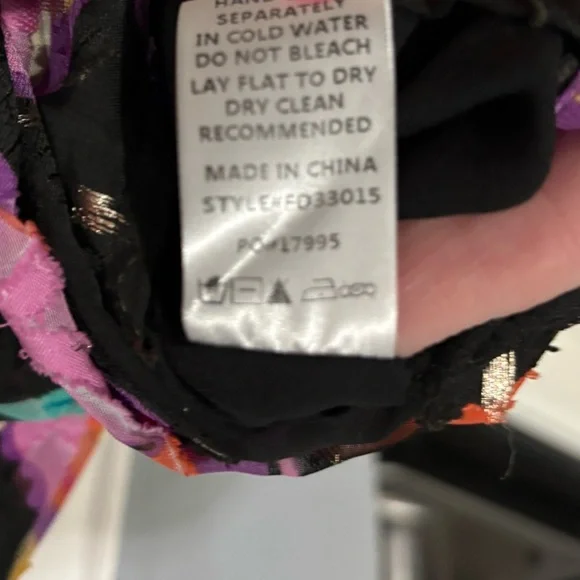 HAND
SEPARATELY
IN COLD WATER
DO NOT BLEACH
LAY FLAT TO DRY
DRY CLEAN
RECOMMENDED
MADE IN CHINA
STYLE#FD33015
PO#17995